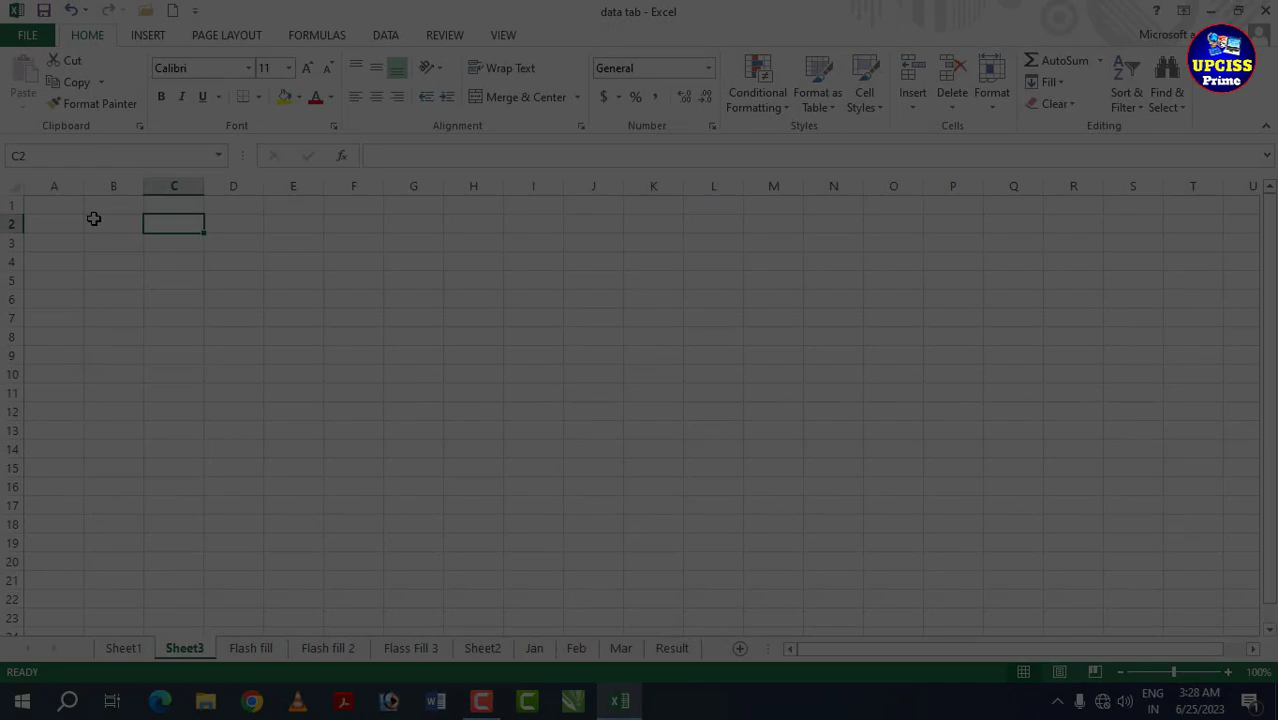 data tab - Excel
?
FILE HOME INSERT PAGE LAYOUT FORMULAS DATA REVIEW VIEW Microsoft a
UPCISS
Prime
Paste
Cut
Copy
Format Painter
Clipboard
Calibri 11
B I U A
Font
Wrap Text
Merge & Center
Alignment
General
$ % ,
Number
Conditional Formatting
Format as Table
Cell Styles
Styles
Insert Delete Format
Cells
AutoSum
Fill
Clear
Sort & Filter
Find & Select
Editing
C2 fx
A B C D E F G H I J K L M N O P Q R S T U
1
2
3
4
5
6
7
8
9
10
11
12
13
14
15
16
17
18
19
20
21
22
23
Sheet1 Sheet3 Flash fill Flash fill 2 Flass Fill 3 Sheet2 Jan Feb Mar Result
READY 100%
ENG 3:28 AM
IN 6/25/2023